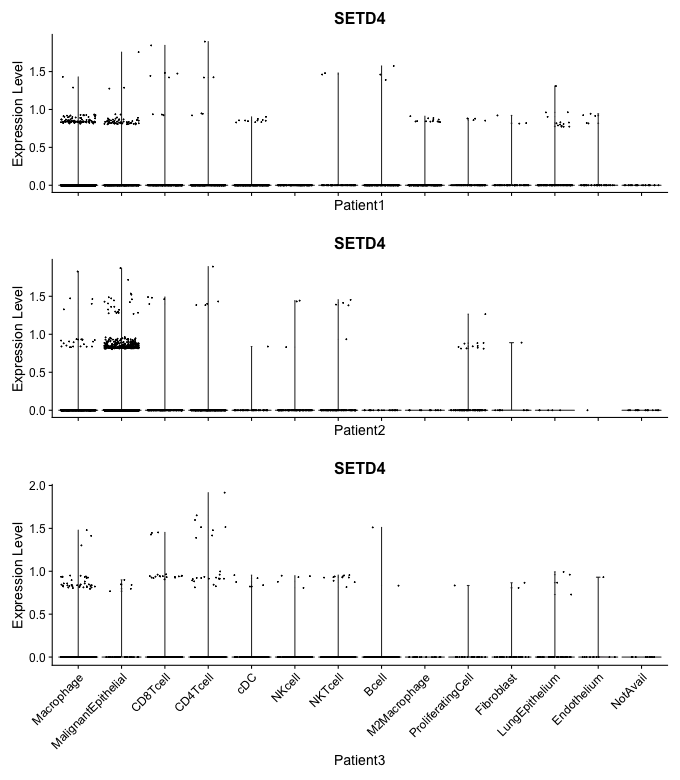 SETD4
Expression Level
1.5
1.0
0.5
0.0
Patient1
SETD4
Expression Level
1.5
1.0
0.5
0.0
Patient2
SETD4
Expression Level
2.0
1.5
1.0
0.5
0.0
Macrophage
MalignantEpithelial
CD8Tcell
CD4Tcell
cDC
NKcell
NKTcell
Bcell
M2Macrophage
ProliferatingCell
Fibroblast
LungEpithelium
Endothelium
NotAvail
Patient3